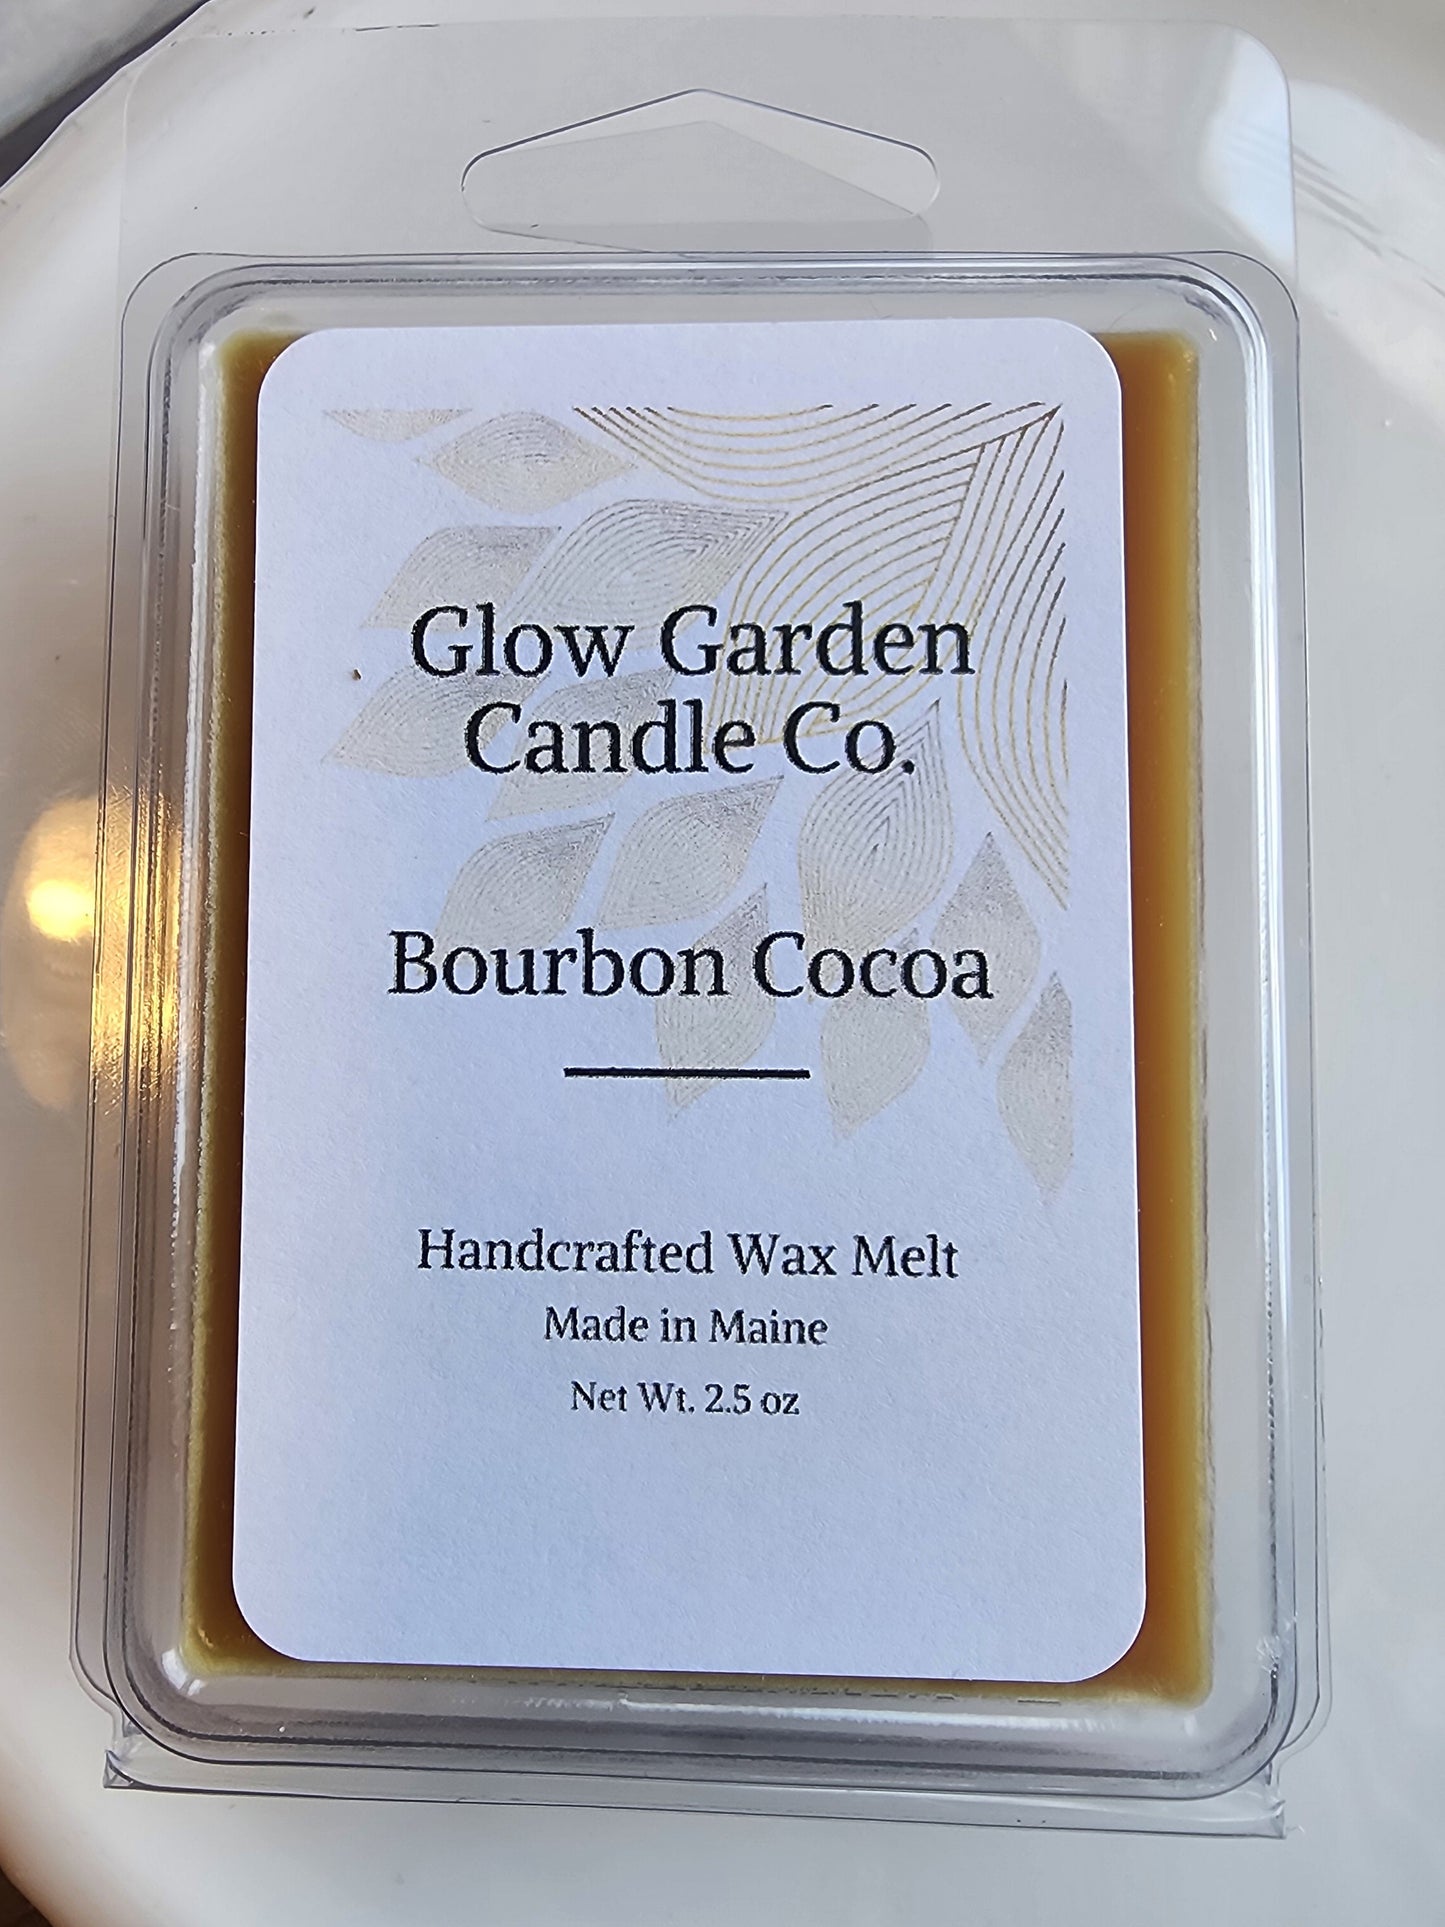 Glow Garden
Candle Co.
Bourbon Cocoa
Handcrafted Wax Melt
Made in Maine
Net Wt. 2.5 oz